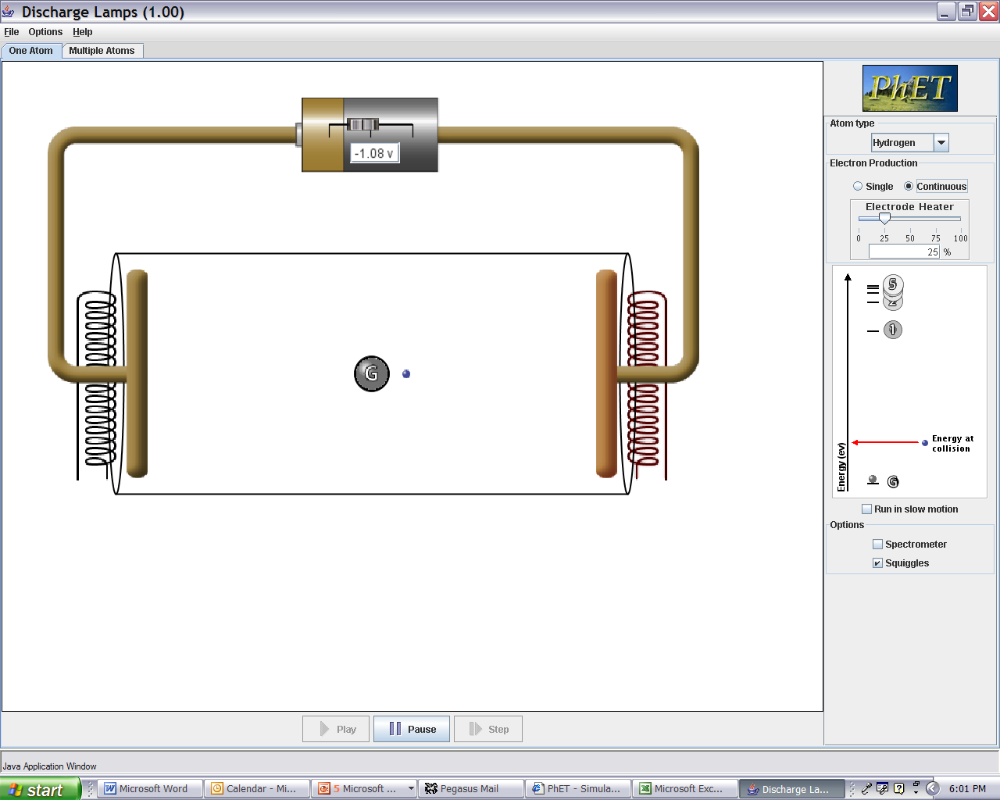 Discharge Lamps (1.00)
File Options Help
One Atom Multiple Atoms
PhET
-1.08 v
G
Atom type
Hydrogen
Electron Production
Single Continuous
Electrode Heater
0 25 50 75 100
25 %
5
2
1
Energy at
collision
Energy (ev)
G
Run in slow motion
Options
Spectrometer
Squiggles
Play Pause Step
Java Application Window
start Microsoft Word Calendar - Mi... 5 Microsoft ... Pegasus Mail PhET - Simula... Microsoft Exc... Discharge La... 6:01 PM